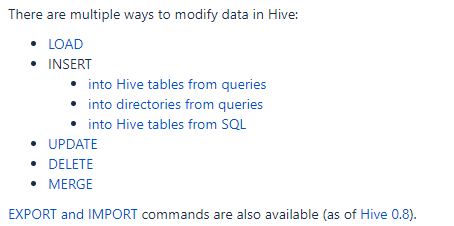 There are multiple ways to modify data in Hive:
• LOAD
• INSERT
• into Hive tables from queries
• into directories from queries
• into Hive tables from SQL
• UPDATE
• DELETE
• MERGE
EXPORT and IMPORT commands are also available (as of Hive 0.8).